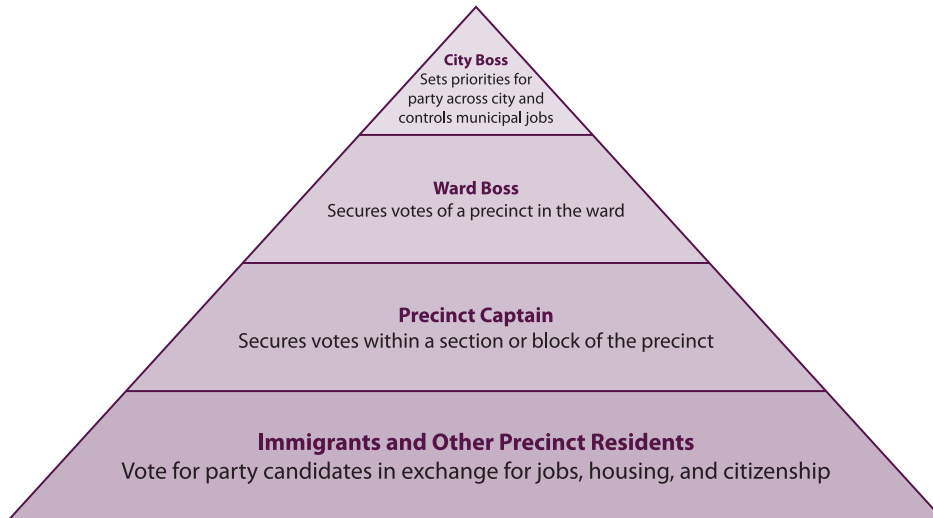 City Boss
Sets priorities for
party across city and
controls municipal jobs
Ward Boss
Secures votes of a precinct in the ward
Precinct Captain
Secures votes within a section or block of the precinct
Immigrants and Other Precinct Residents
Vote for party candidates in exchange for jobs, housing, and citizenship